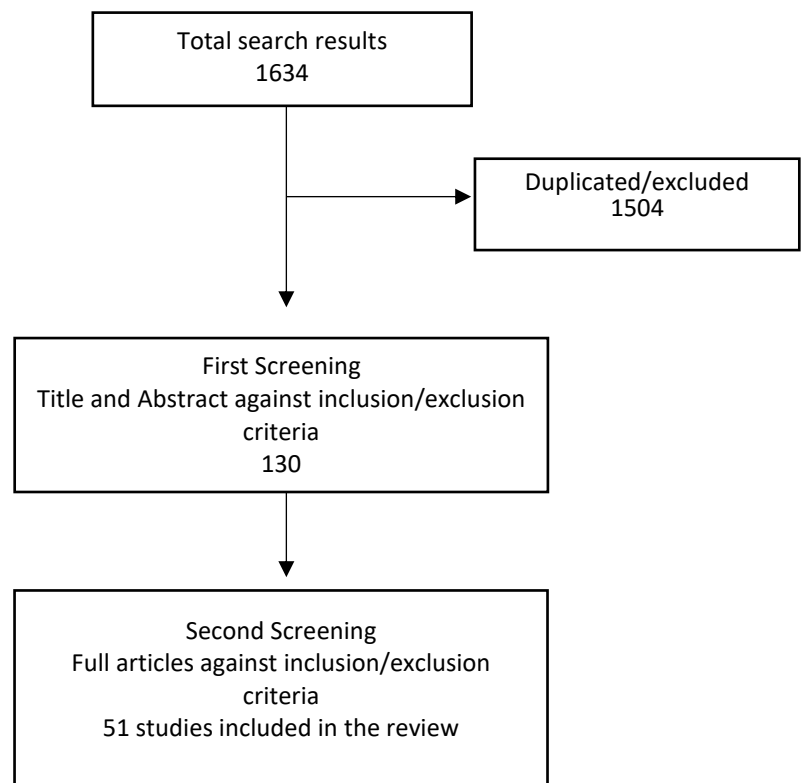 Total search results
1634
Duplicated/excluded
1504
First Screening
Title and Abstract against inclusion/exclusion
criteria
130
Second Screening
Full articles against inclusion/exclusion
criteria
51 studies included in the review